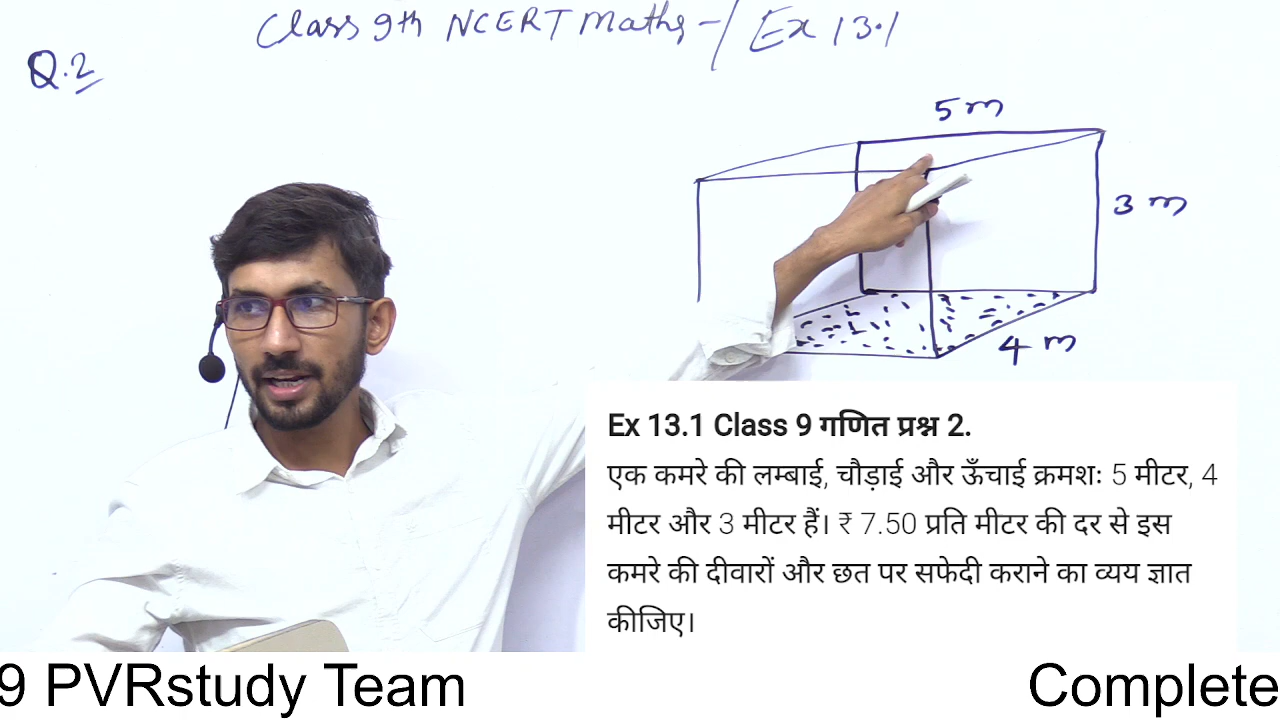 Class 9th NCERT Maths - / Ex 13.1
Q.2
5 m
3 m
4 m
Ex 13.1 Class 9 गणित प्रश्न 2.
एक कमरे की लम्बाई, चौड़ाई और ऊँचाई क्रमशः 5 मीटर, 4
मीटर और 3 मीटर हैं। ₹ 7.50 प्रति मीटर की दर से इस
कमरे की दीवारों और छत पर सफेदी कराने का व्यय ज्ञात
कीजिए।
9 PVRstudy Team
Complete